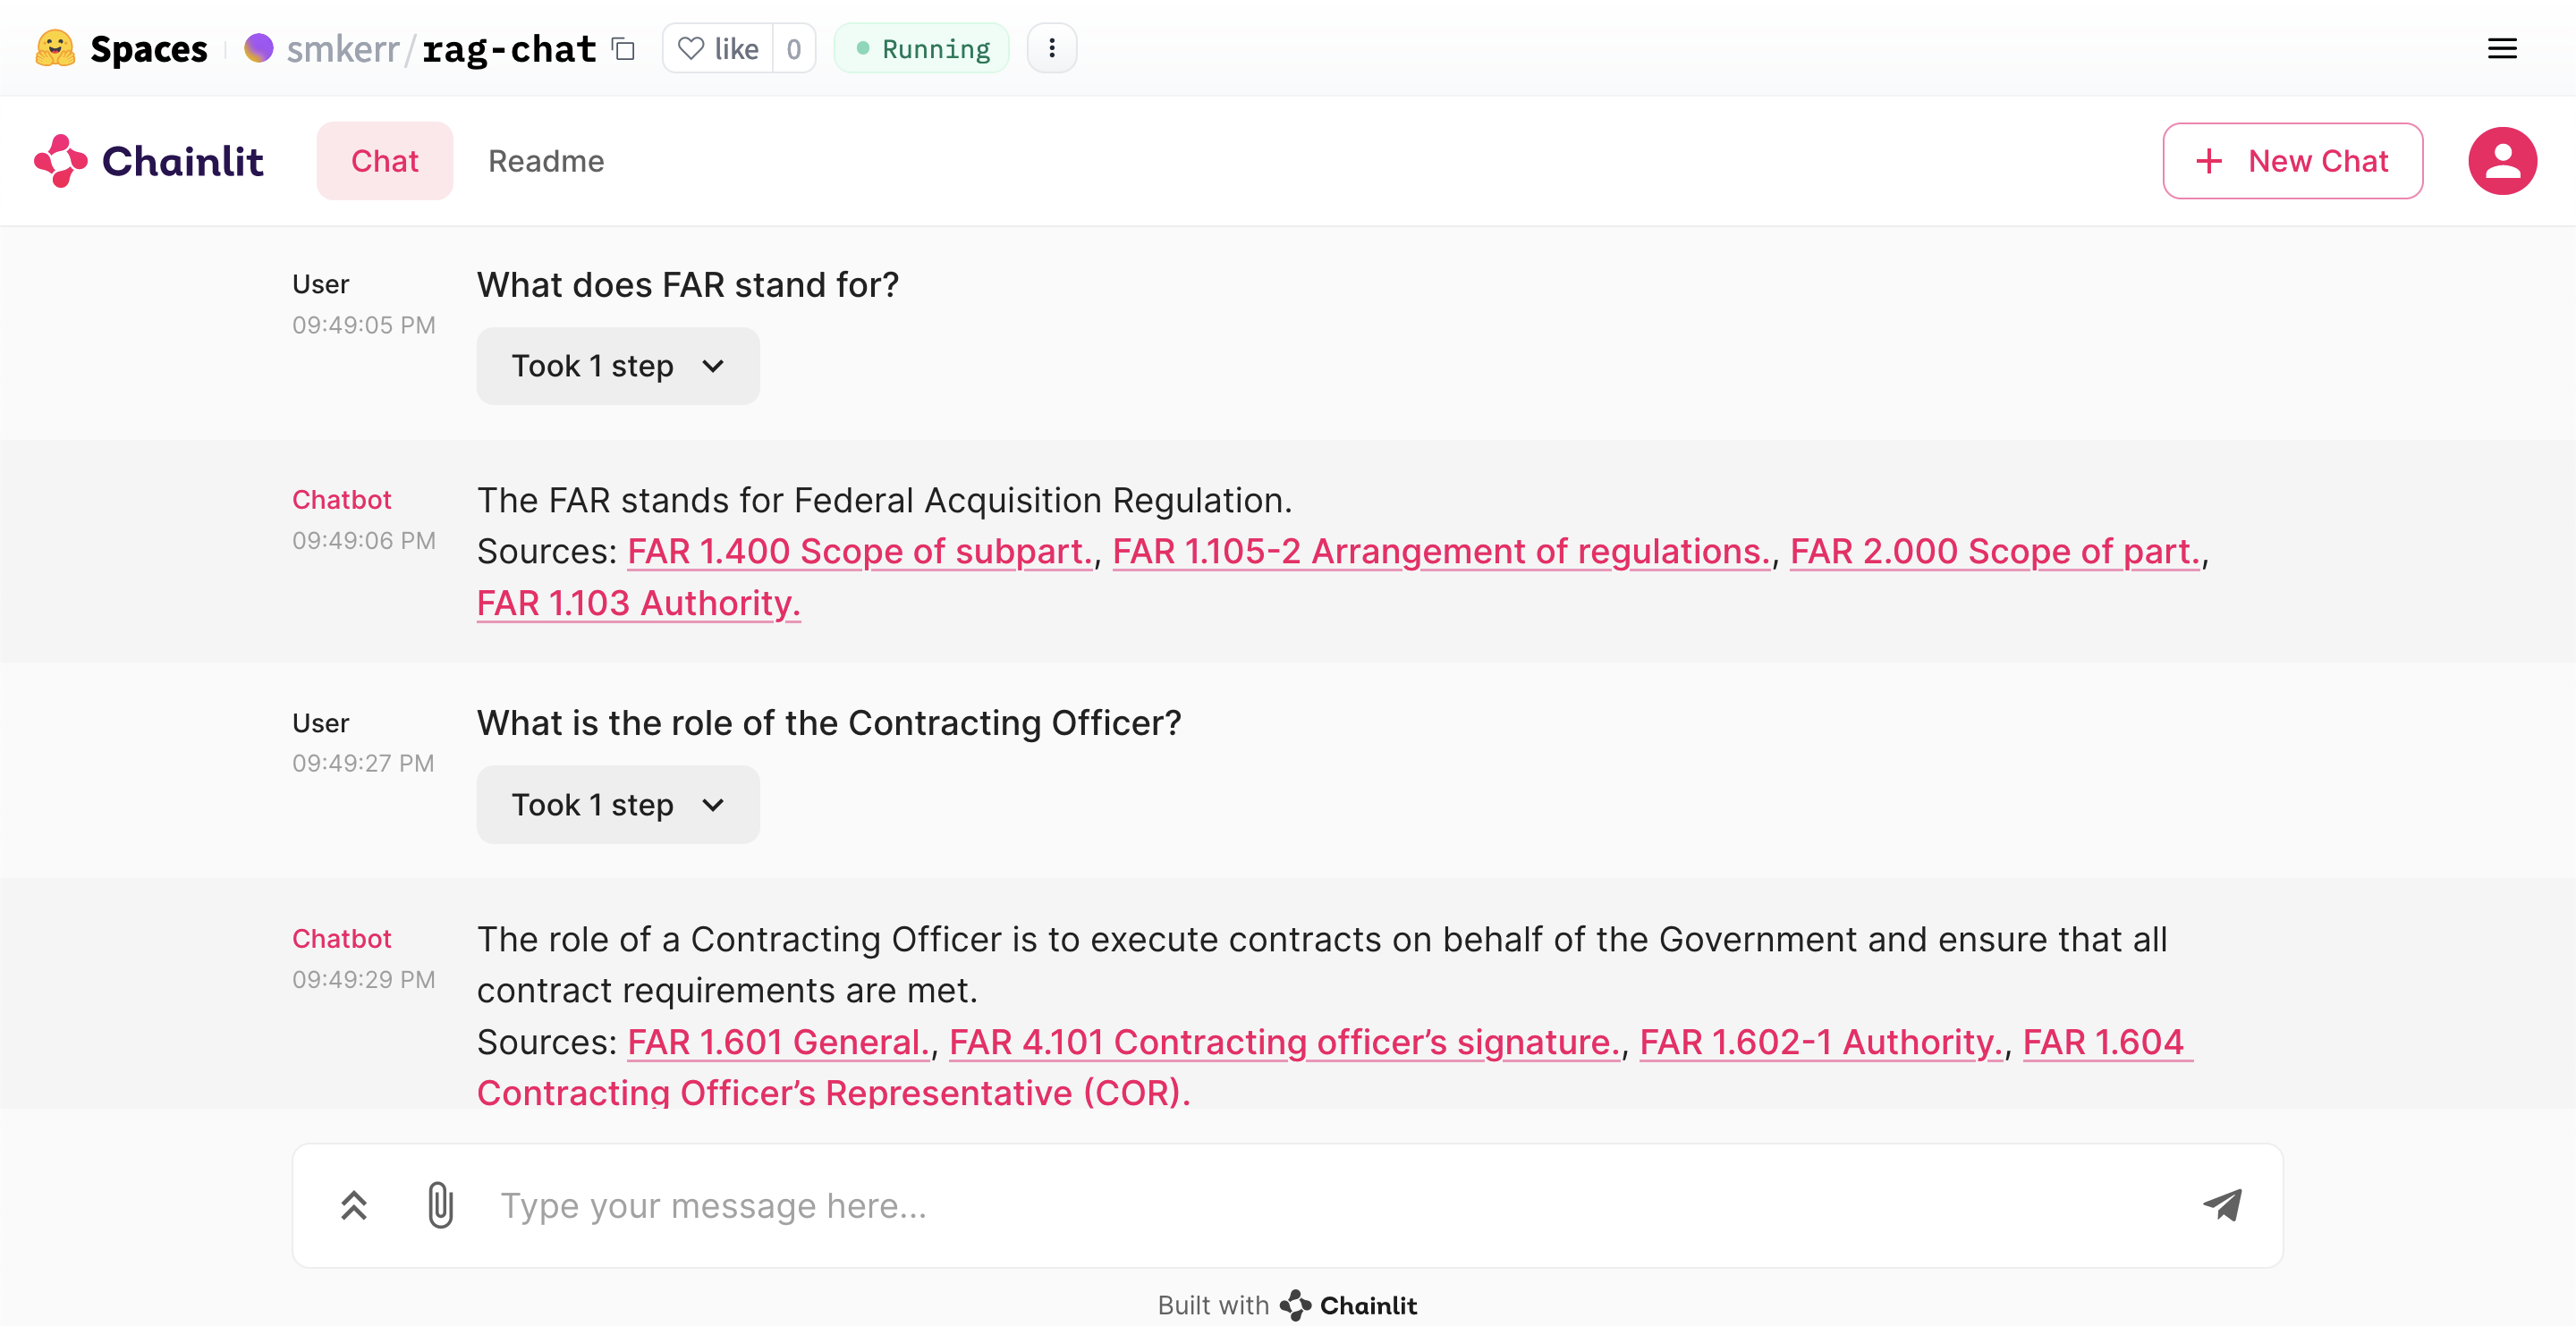 Spaces smkerr/rag-chat like 0 Running
Chainlit Chat Readme + New Chat
User What does FAR stand for?
09:49:05 PM
Took 1 step
Chatbot The FAR stands for Federal Acquisition Regulation.
09:49:06 PM
Sources: FAR 1.400 Scope of subpart., FAR 1.105-2 Arrangement of regulations., FAR 2.000 Scope of part.,
FAR 1.103 Authority.
User What is the role of the Contracting Officer?
09:49:27 PM
Took 1 step
Chatbot The role of a Contracting Officer is to execute contracts on behalf of the Government and ensure that all
09:49:29 PM contract requirements are met.
Sources: FAR 1.601 General., FAR 4.101 Contracting officer’s signature., FAR 1.602-1 Authority., FAR 1.604
Contracting Officer’s Representative (COR).
Type your message here...
Built with Chainlit